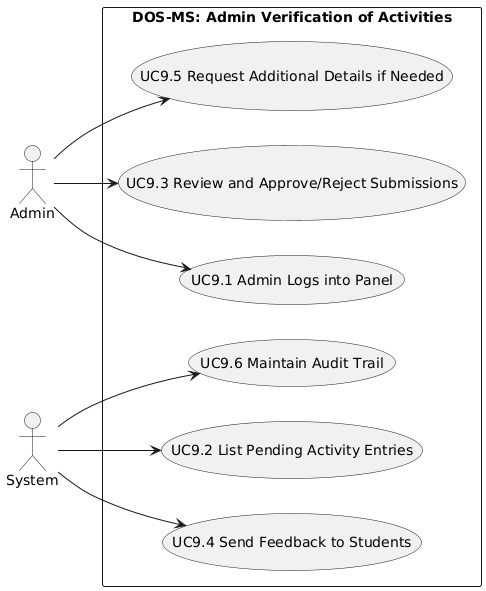 DOS-MS: Admin Verification of Activities
UC9.5 Request Additional Details if Needed
UC9.3 Review and Approve/Reject Submissions
Admin
UC9.1 Admin Logs into Panel
UC9.6 Maintain Audit Trail
UC9.2 List Pending Activity Entries
System
UC9.4 Send Feedback to Students